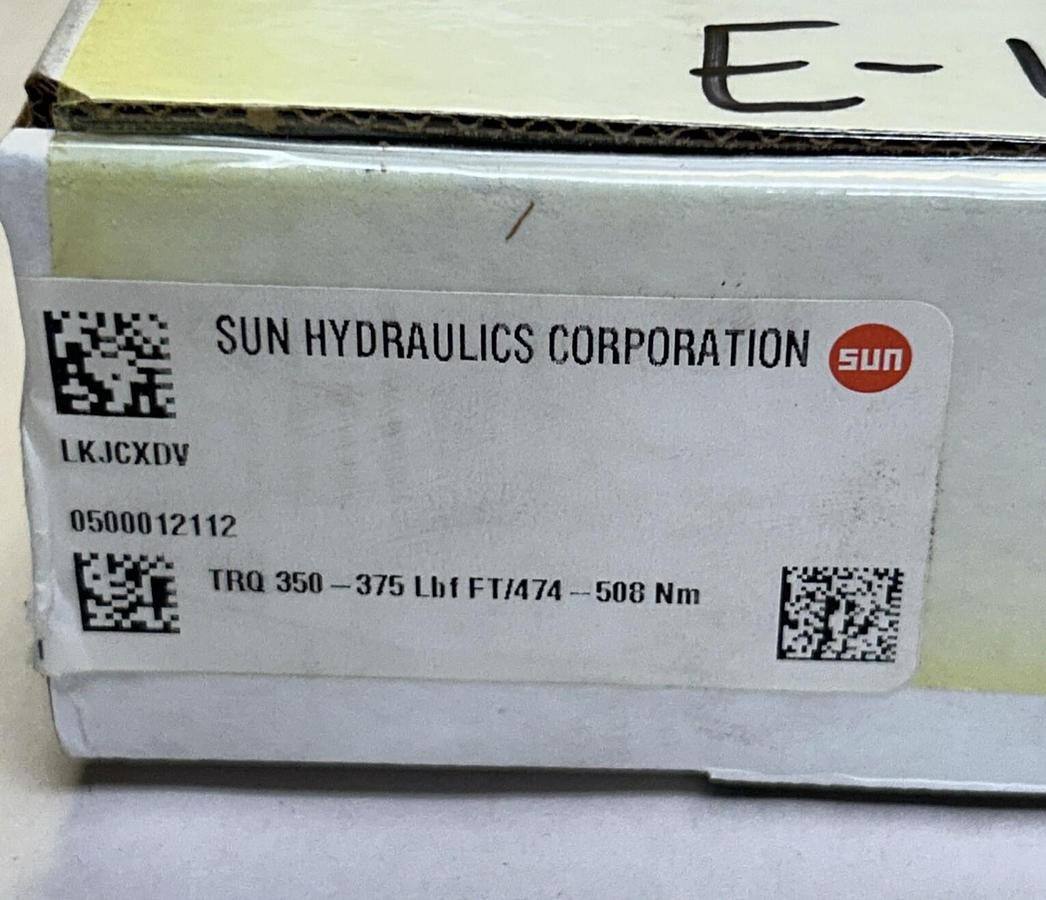 E-
SUN HYDRAULICS CORPORATION
sun
LKJCXDV
0500012112
TRQ 350-375 Lbf FT/474-508 Nm